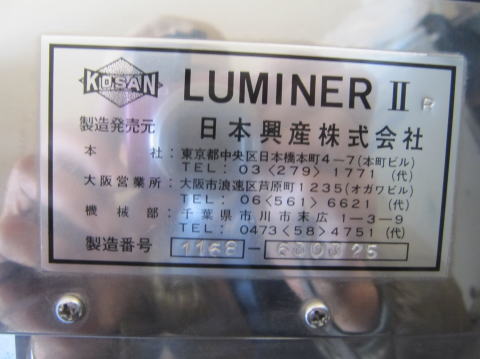 KOSAN LUMINER II R
製造発売元 日本興産株式会社
本社：東京都中央区日本橋本町4-7(本町ビル)
TEL：03<279>1771(代)
大阪営業所：大阪市浪速区芦原町1235(オガワビル)
TEL：06<561>6621(代)
機械部：千葉県市川市末広1-3-9
TEL：0473<58>4751(代)
製造番号 1168-600025